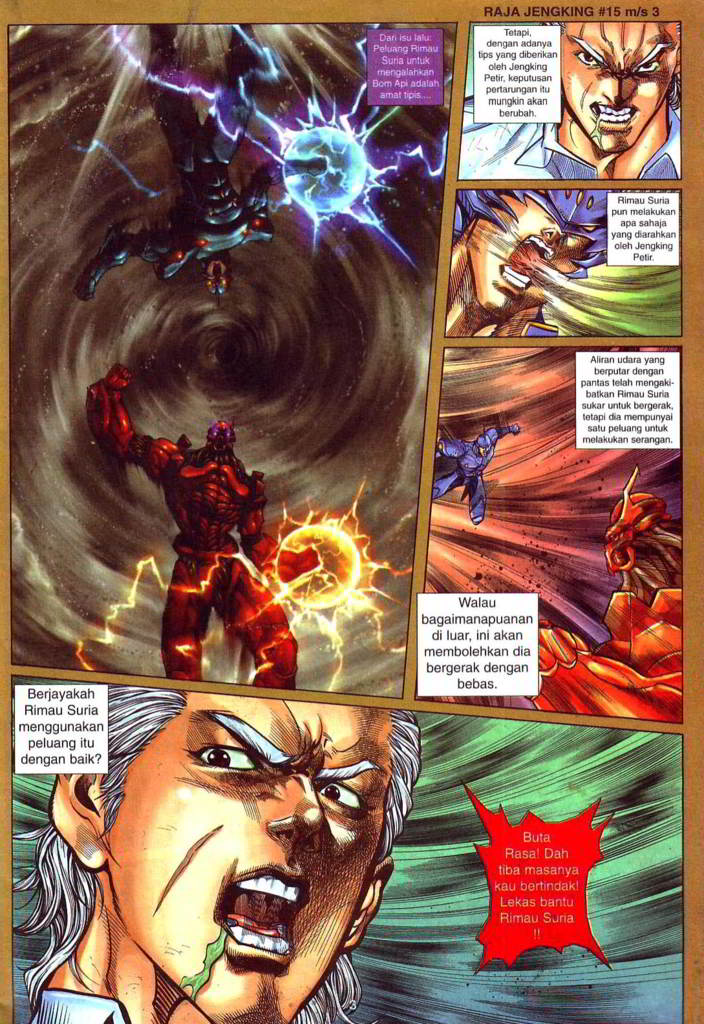 RAJA JENGKING #15 m/s 3
Dari isu lalu:
Peluang Rimau
Suria untuk
mengalahkan
Bom Api adalah
amat tipis....
Tetapi,
dengan adanya
tips yang diberikan
oleh Jengking
Petir, keputusan
pertarungan itu
mungkin akan
berubah.
Rimau Suria
pun melakukan
apa sahaja
yang diarahkan
oleh Jengking
Petir.
Aliran udara yang
berputar dengan
pantas telah mengaki-
batkan Rimau Suria
sukar untuk bergerak,
tetapi dia mempunyai
satu peluang untuk
melakukan serangan.
Walau
bagaimanapuanan
di luar, ini akan
membolehkan dia
bergerak dengan
bebas.
Berjayakah
Rimau Suria
menggunakan
peluang itu
dengan baik?
Buta
Rasa! Dah
tiba masanya
kau bertindak!
Lekas bantu
Rimau Suria
!!